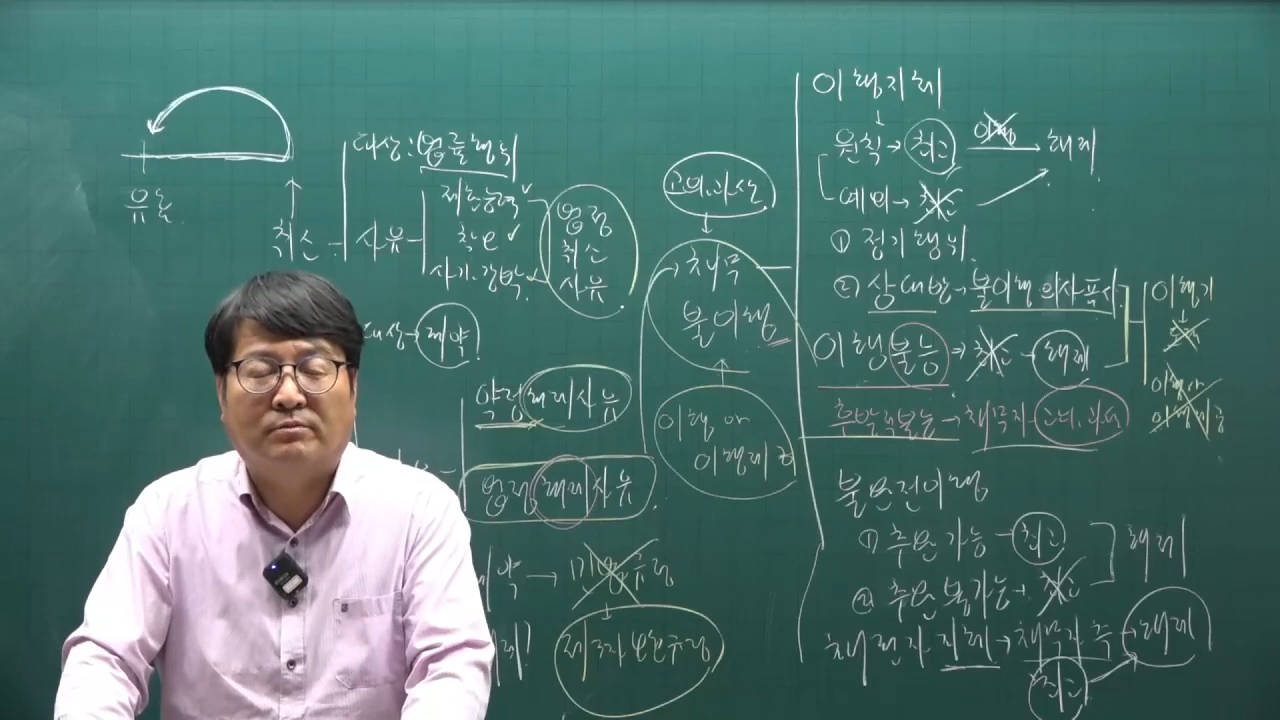 유효
취소
대상: 법률행위
사유
제한능력
착오
사기·강박
법정
취소
사유
대상 → 계약
약정해제사유
법정해제사유
계약 →
제3자 보호규정
고의·과실
채무
불이행
이행지체
원칙 → 최고 → 해제
예외 → 최고
① 정기행위
② 상대방 → 불이행 의사표시
이행불능 → 최고 → 해제
후발적불능 → 채무자 고의·과실
이행기
불완전이행
① 추완가능 → 최고
② 추완불가능 → 최고
해제
채권자 지체 → 채무자 측 → 해제
최고